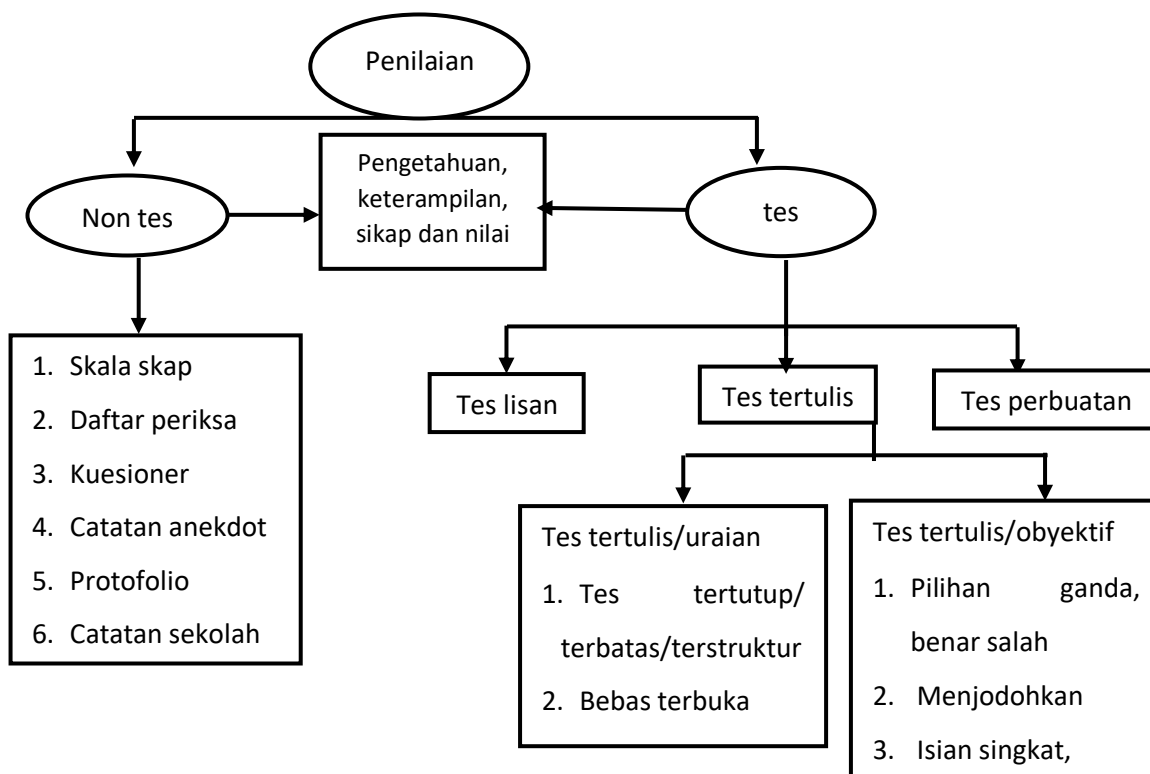 Penilaian
Pengetahuan,
keterampilan,
sikap dan nilai
Non tes
tes
1. Skala skap
2. Daftar periksa
3. Kuesioner
4. Catatan anekdot
5. Protofolio
6. Catatan sekolah
Tes lisan
Tes tertulis
Tes perbuatan
Tes tertulis/uraian
1. Tes tertutup/
terbatas/terstruktur
2. Bebas terbuka
Tes tertulis/obyektif
1. Pilihan ganda,
benar salah
2. Menjodohkan
3. Isian singkat,